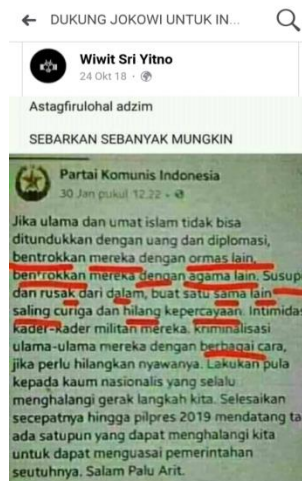 DUKUNG JOKOWI UNTUK IN...
Wiwit Sri Yitno
24 Okt 18
Astagfirulohal adzim
SEBARKAN SEBANYAK MUNGKIN
Partai Komunis Indonesia
30 Jan pukul 12.22
Jika ulama dan umat islam tidak bisa
ditundukkan dengan uang dan diplomasi,
bentrokkan mereka dengan ormas lain,
bentrokkan mereka dengan agama lain. Susup
dan rusak dari dalam, buat satu sama lain
saling curiga dan hilang kepercayaan. Intimidas
kader-kader militan mereka. kriminalisasi
ulama-ulama mereka dengan berbagai cara,
jika perlu hilangkan nyawanya. Lakukan pula
kepada kaum nasionalis yang selalu
menghalangi gerak langkah kita. Selesaikan
secepatnya hingga pilpres 2019 mendatang ta
ada satupun yang dapat menghalangi kita
untuk dapat menguasai pemerintahan
seutuhnya. Salam Palu Arit.